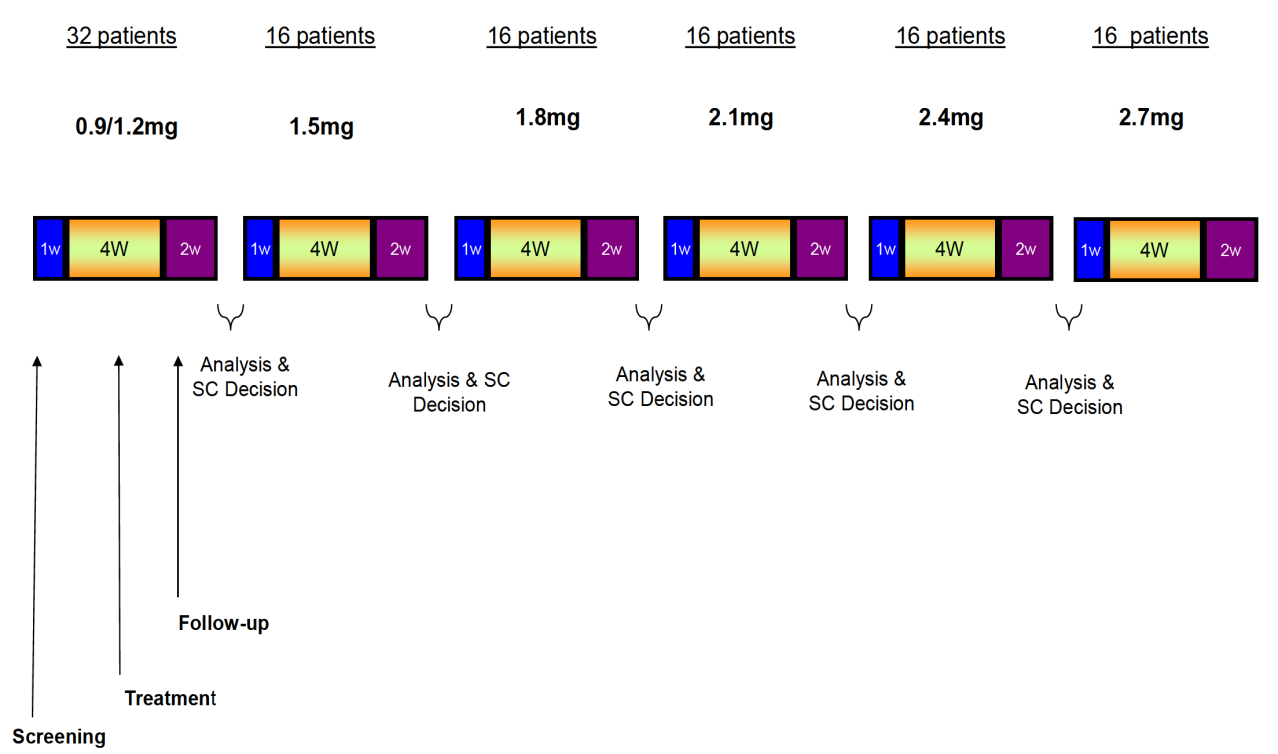 32 patients
16 patients
16 patients
16 patients
16 patients
16 patients
0.9/1.2mg
1.5mg
1.8mg
2.1mg
2.4mg
2.7mg
1w 4W 2w
1w 4W 2w
1w 4W 2w
1w 4W 2w
1w 4W 2w
1w 4W 2w
Analysis &
SC Decision
Analysis & SC
Decision
Analysis &
SC Decision
Analysis &
SC Decision
Analysis &
SC Decision
Follow-up
Treatment
Screening